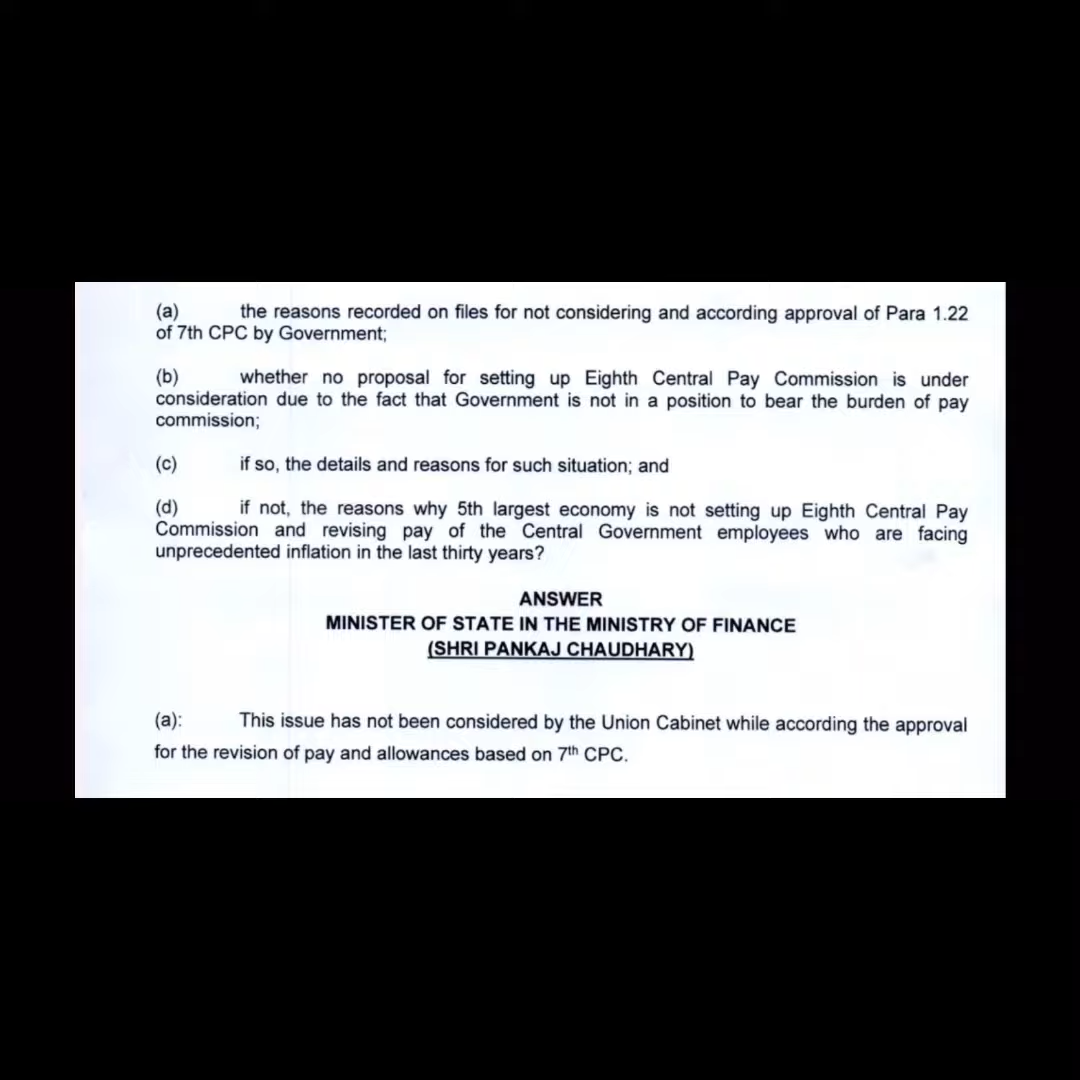 (a) the reasons recorded on files for not considering and according approval of Para 1.22
of 7th CPC by Government;
(b) whether no proposal for setting up Eighth Central Pay Commission is under
consideration due to the fact that Government is not in a position to bear the burden of pay
commission;
(c) if so, the details and reasons for such situation; and
(d) if not, the reasons why 5th largest economy is not setting up Eighth Central Pay
Commission and revising pay of the Central Government employees who are facing
unprecedented inflation in the last thirty years?
ANSWER
MINISTER OF STATE IN THE MINISTRY OF FINANCE
(SHRI PANKAJ CHAUDHARY)
(a): This issue has not been considered by the Union Cabinet while according the approval
for the revision of pay and allowances based on 7th CPC.